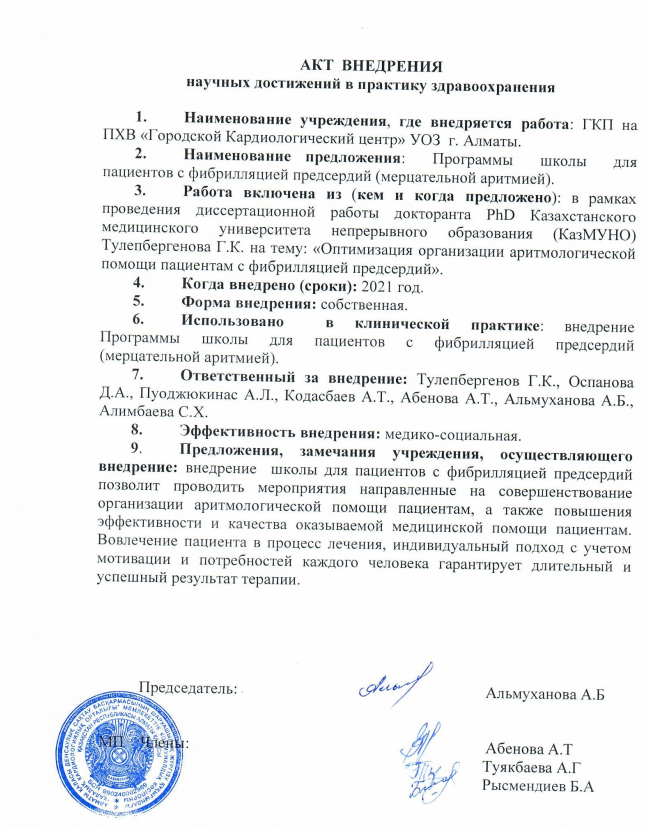 АКТ ВНЕДРЕНИЯ
научных достижений в практику здравоохранения
1. Наименование учреждения, где внедряется работа: ГКП на
ПХВ «Городской Кардиологический центр» УОЗ г. Алматы.
2. Наименование предложения: Программы школы для
пациентов с фибрилляцией предсердий (мерцательной аритмией).
3. Работа включена из (кем и когда предложено): в рамках
проведения диссертационной работы докторанта PhD Казахстанского
медицинского университета непрерывного образования (КазМУНО)
Тулепбергенова Г.К. на тему: «Оптимизация организации аритмологической
помощи пациентам с фибрилляцией предсердий».
4. Когда внедрено (сроки): 2021 год.
5. Форма внедрения: собственная.
6. Использовано в клинической практике: внедрение
Программы школы для пациентов с фибрилляцией предсердий
(мерцательной аритмией).
7. Ответственный за внедрение: Тулепбергенов Г.К., Оспанова
Д.А., Пуоджюкинас А.Л., Кодасбаев А.Т., Абенова А.Т., Альмуханова А.Б.,
Алимбаева С.Х.
8. Эффективность внедрения: медико-социальная.
9. Предложения, замечания учреждения, осуществляющего
внедрение: внедрение школы для пациентов с фибрилляцией предсердий
позволит проводить мероприятия направленные на совершенствование
организации аритмологической помощи пациентам, а также повышения
эффективности и качества оказываемой медицинской помощи пациентам.
Вовлечение пациента в процесс лечения, индивидуальный подход с учетом
мотивации и потребностей каждого человека гарантирует длительный и
успешный результат терапии.
Председатель:
Альмуханова А.Б
МП Члены:
Абенова А.Т
Туякбаева А.Г
Рысмендиев Б.А